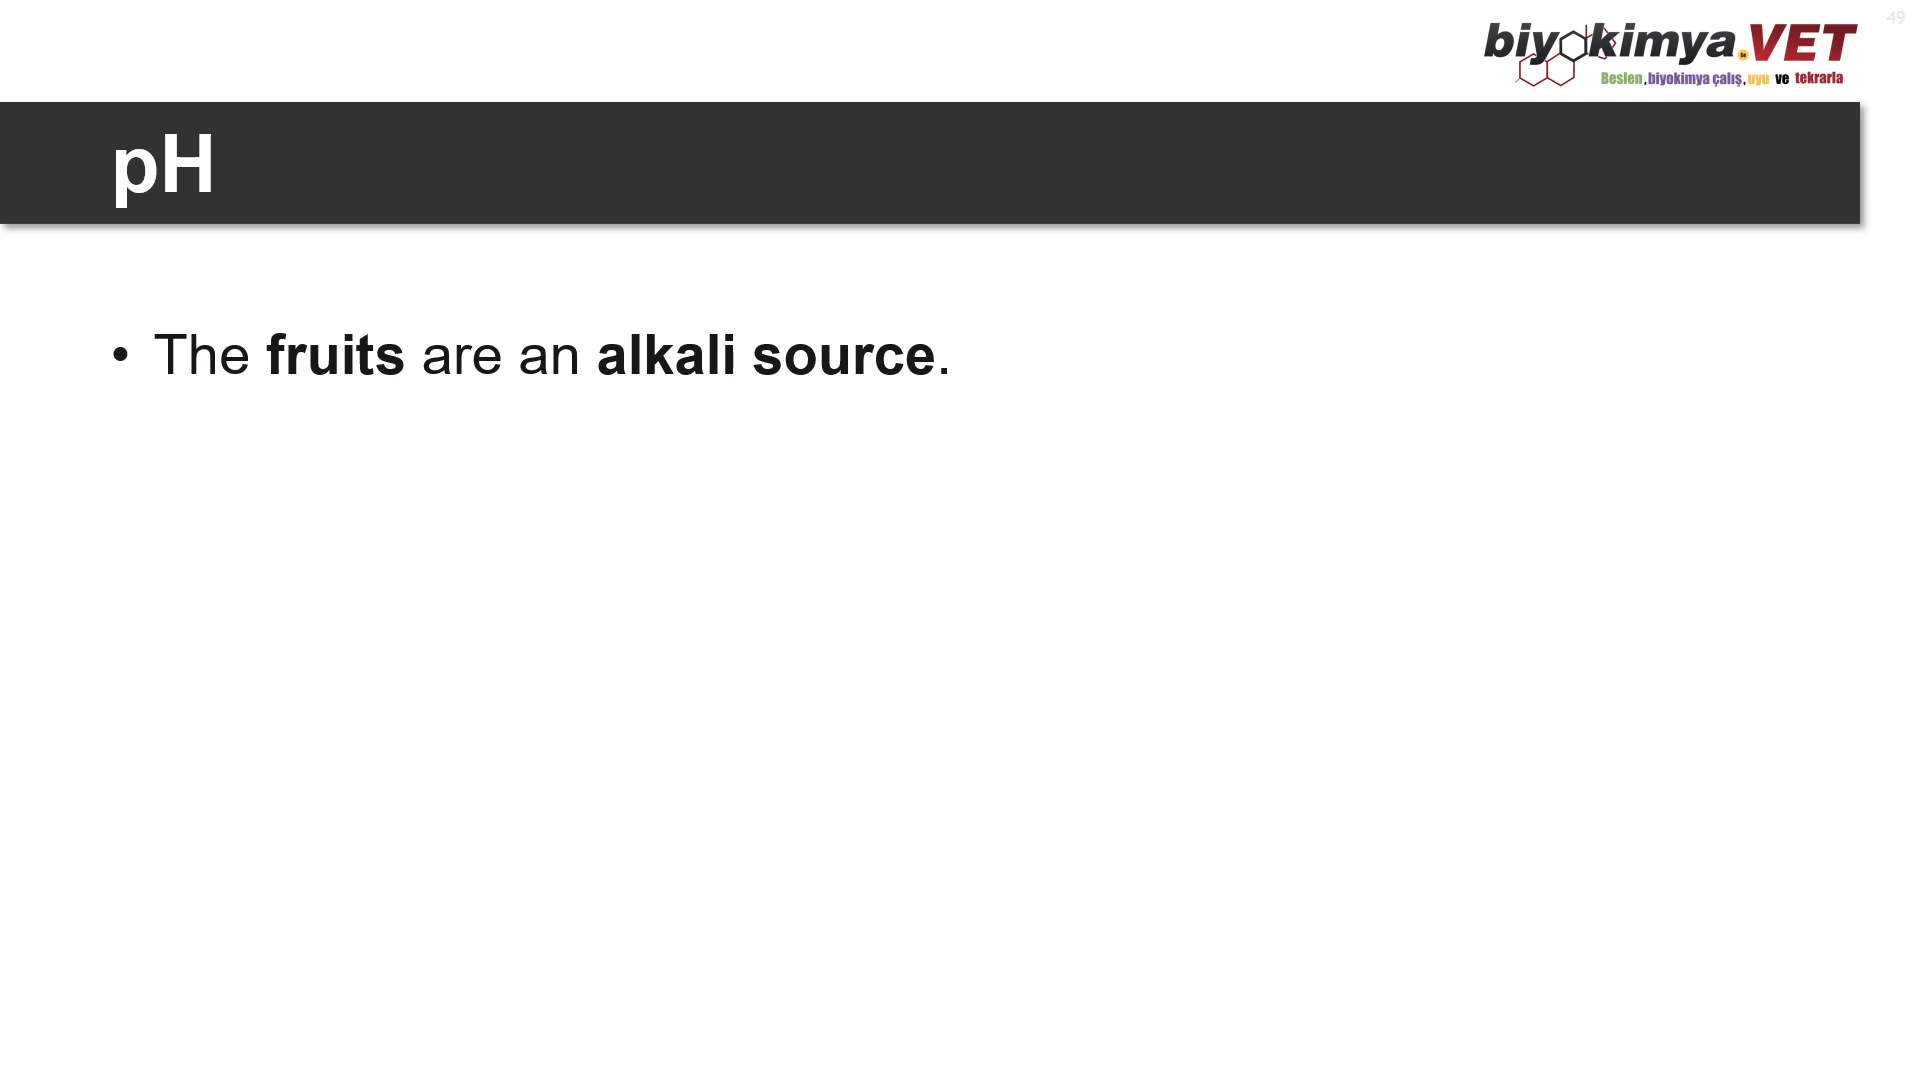 49
biyokimya.VET
Beslen, biyokimya çalış, uyu ve tekrarla
pH
• The fruits are an alkali source.